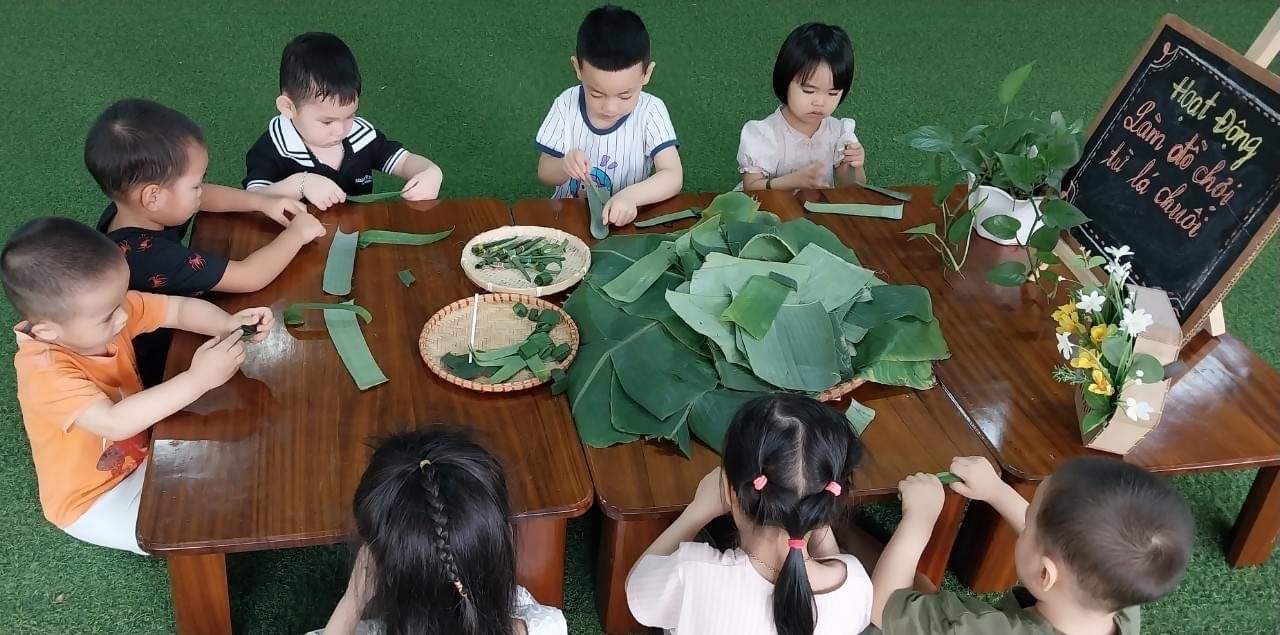 Hoạt Động
Làm đồ chơi
từ lá chuối